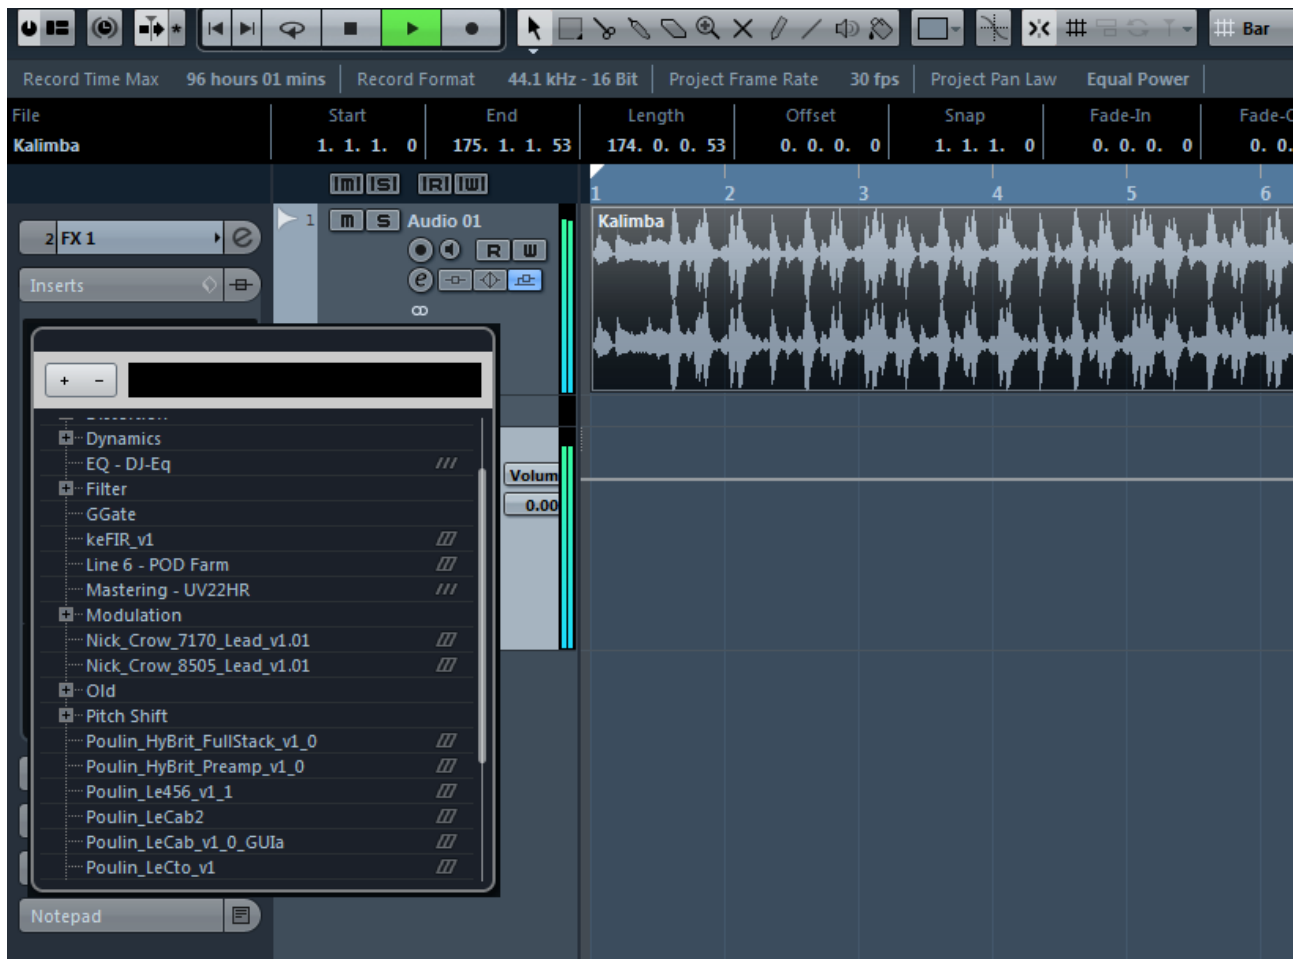 Bar
Record Time Max 96 hours 01 mins Record Format 44.1 kHz - 16 Bit Project Frame Rate 30 fps Project Pan Law Equal Power
File Start End Length Offset Snap Fade-In Fade-O
Kalimba 1. 1. 1. 0 175. 1. 1. 53 174. 0. 0. 53 0. 0. 0. 0 1. 1. 1. 0 0. 0. 0. 0 0. 0.
m S R W
1 2 3 4 5 6
1 m S Audio 01 Kalimba
2 FX 1 e
R W
Inserts
e
+ -
Distortion
Dynamics
EQ - DJ-Eq
Filter
GGate
keFIR_v1
Line 6 - POD Farm
Mastering - UV22HR
Modulation
Nick_Crow_7170_Lead_v1.01
Nick_Crow_8505_Lead_v1.01
Old
Pitch Shift
Poulin_HyBrit_FullStack_v1_0
Poulin_HyBrit_Preamp_v1_0
Poulin_Le456_v1_1
Poulin_LeCab2
Poulin_LeCab_v1_0_GUIa
Poulin_LeCto_v1
Volum
0.00
Notepad